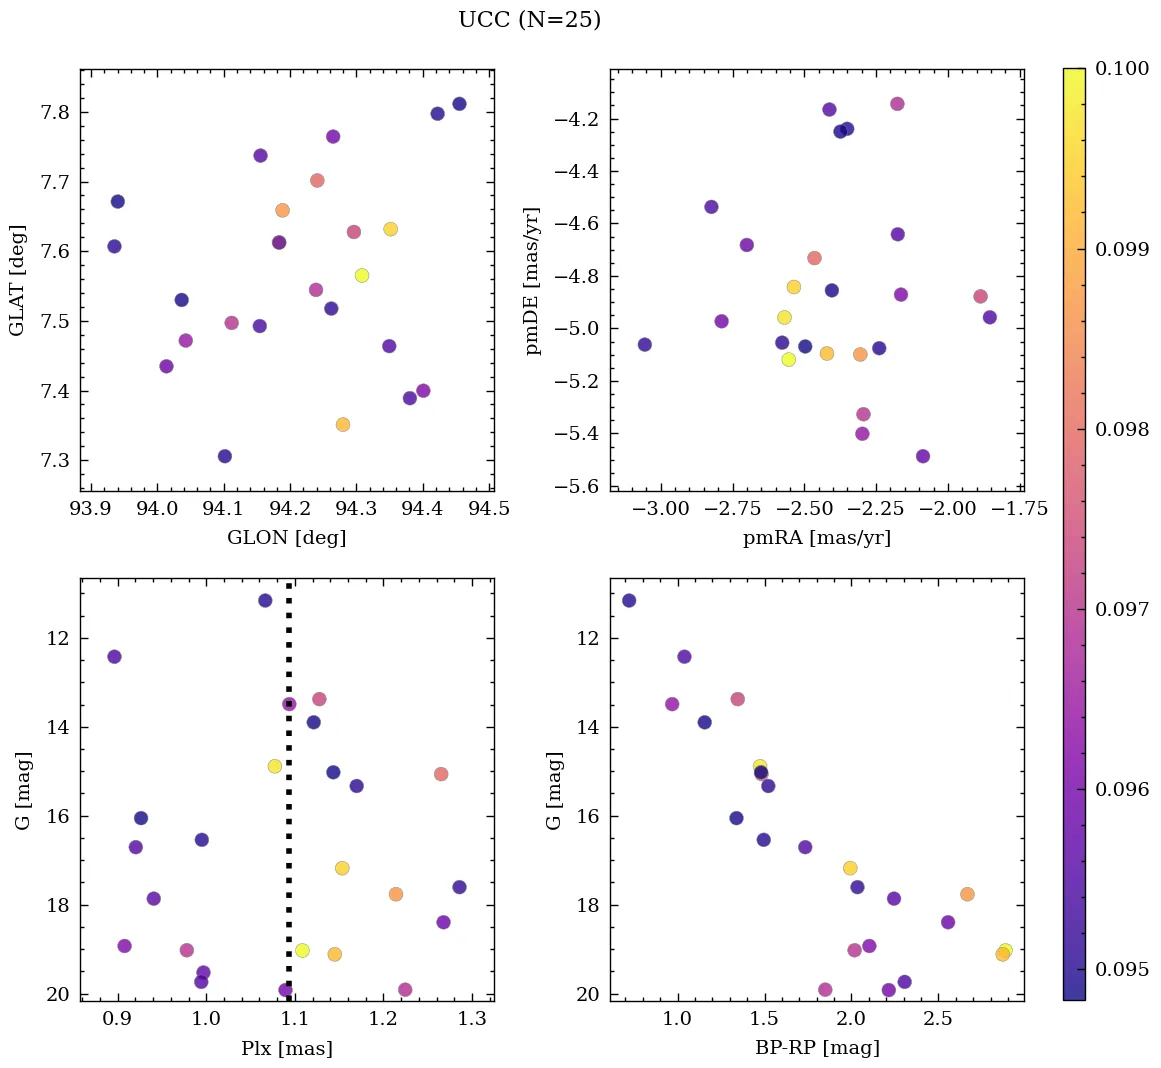 UCC (N=25)
7.8
7.7
7.6
7.5
7.4
7.3
GLAT [deg]
93.9 94.0 94.1 94.2 94.3 94.4 94.5
GLON [deg]
−4.2
−4.4
−4.6
−4.8
−5.0
−5.2
−5.4
−5.6
pmDE [mas/yr]
−3.00 −2.75 −2.50 −2.25 −2.00 −1.75
pmRA [mas/yr]
0.100
0.099
0.098
0.097
0.096
0.095
12
14
16
18
20
G [mag]
0.9 1.0 1.1 1.2 1.3
Plx [mas]
12
14
16
18
20
G [mag]
1.0 1.5 2.0 2.5
BP-RP [mag]